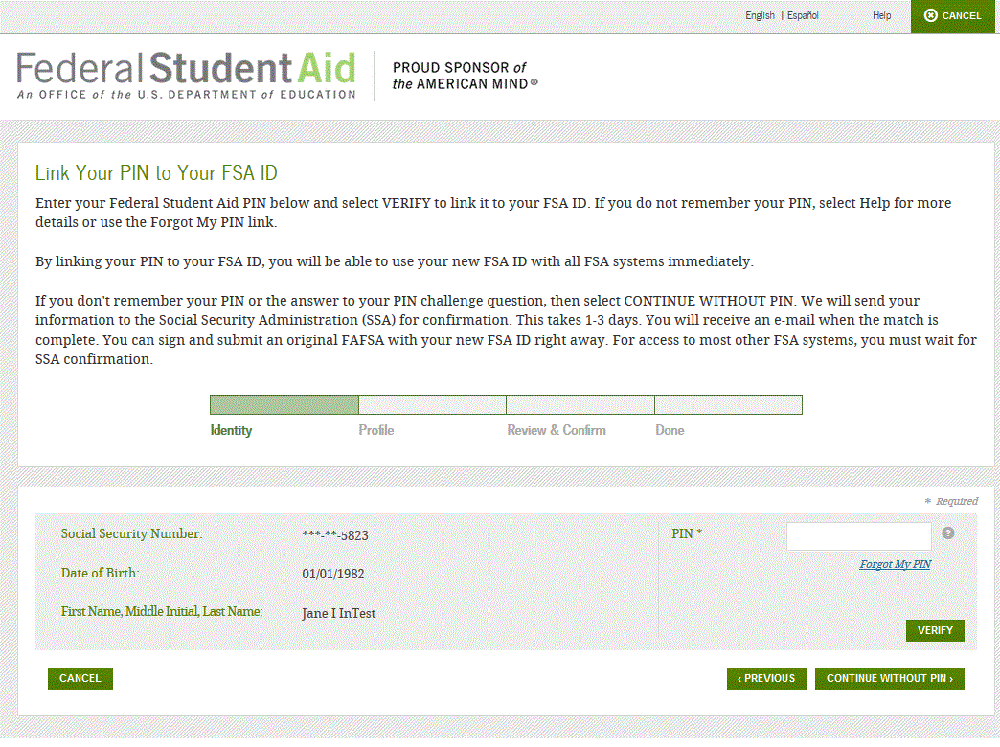 English | Español Help CANCEL
Federal Student Aid
An OFFICE of the U.S. DEPARTMENT of EDUCATION
PROUD SPONSOR of
the AMERICAN MIND®
Link Your PIN to Your FSA ID
Enter your Federal Student Aid PIN below and select VERIFY to link it to your FSA ID. If you do not remember your PIN, select Help for more
details or use the Forgot My PIN link.
By linking your PIN to your FSA ID, you will be able to use your new FSA ID with all FSA systems immediately.
If you don't remember your PIN or the answer to your PIN challenge question, then select CONTINUE WITHOUT PIN. We will send your
information to the Social Security Administration (SSA) for confirmation. This takes 1-3 days. You will receive an e-mail when the match is
complete. You can sign and submit an original FAFSA with your new FSA ID right away. For access to most other FSA systems, you must wait for
SSA confirmation.
Identity Profile Review & Confirm Done
* Required
Social Security Number: ***-**-5823 PIN * ?
Forgot My PIN
Date of Birth: 01/01/1982
First Name, Middle Initial, Last Name: Jane I InTest
VERIFY
CANCEL ‹ PREVIOUS CONTINUE WITHOUT PIN ›